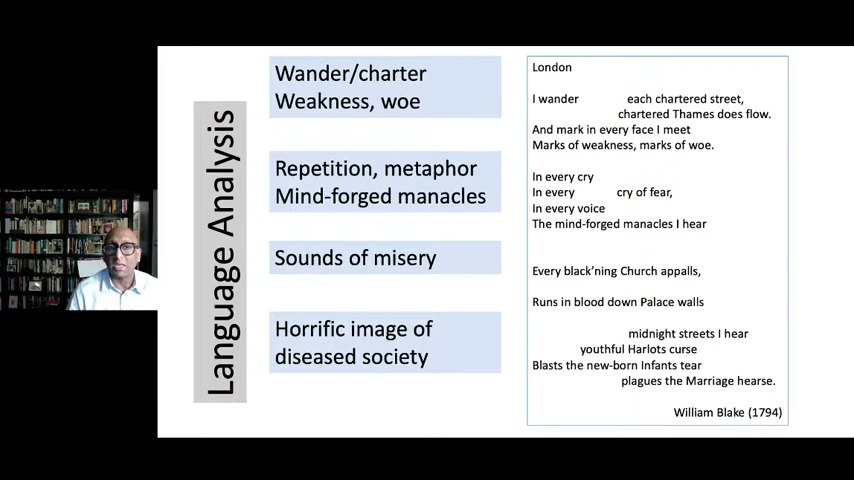 Language Analysis
Wander/charter
Weakness, woe
Repetition, metaphor
Mind-forged manacles
Sounds of misery
Horrific image of
diseased society
London
I wander each chartered street,
chartered Thames does flow.
And mark in every face I meet
Marks of weakness, marks of woe.
In every cry
In every cry of fear,
In every voice
The mind-forged manacles I hear
Every black'ning Church appalls,
Runs in blood down Palace walls
midnight streets I hear
youthful Harlots curse
Blasts the new-born Infants tear
plagues the Marriage hearse.
William Blake (1794)